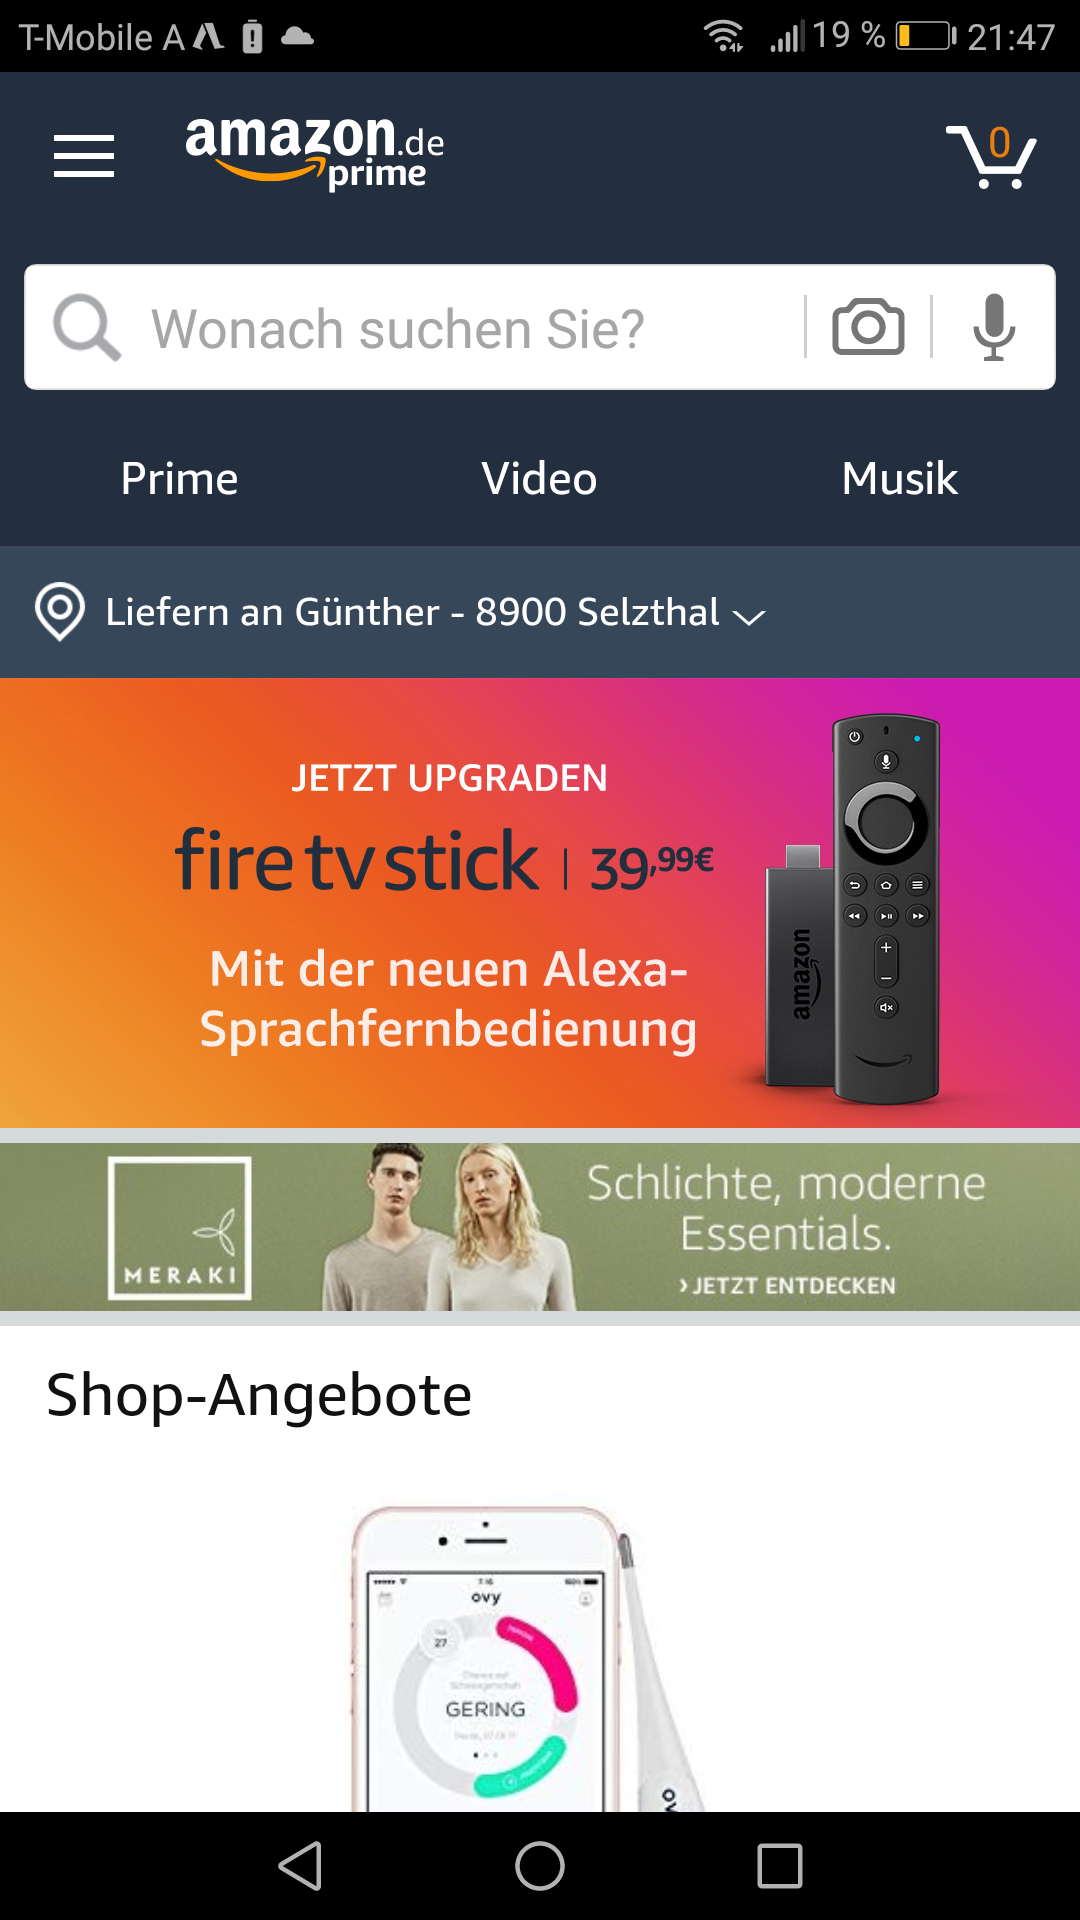 T-Mobile A
19 %
21:47
amazon.de
prime
0
Wonach suchen Sie?
Prime
Video
Musik
Liefern an Günther - 8900 Selzthal
JETZT UPGRADEN
fire tv stick | 39,99€
Mit der neuen Alexa-
Sprachfernbedienung
amazon
MERAKI
Schlichte, moderne
Essentials.
› JETZT ENTDECKEN
Shop-Angebote
ovy
27
GERING